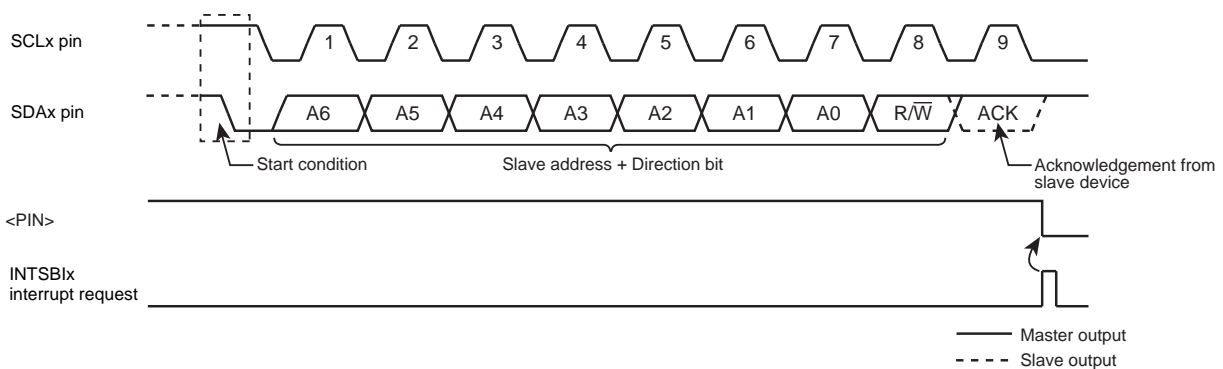 SCLx pin
1 2 3 4 5 6 7 8 9
SDAx pin
A6 A5 A4 A3 A2 A1 A0 R/W̅ ACK
Start condition
Slave address + Direction bit
Acknowledgement from
slave device
<PIN>
INTSBIx
interrupt request
Master output
Slave output